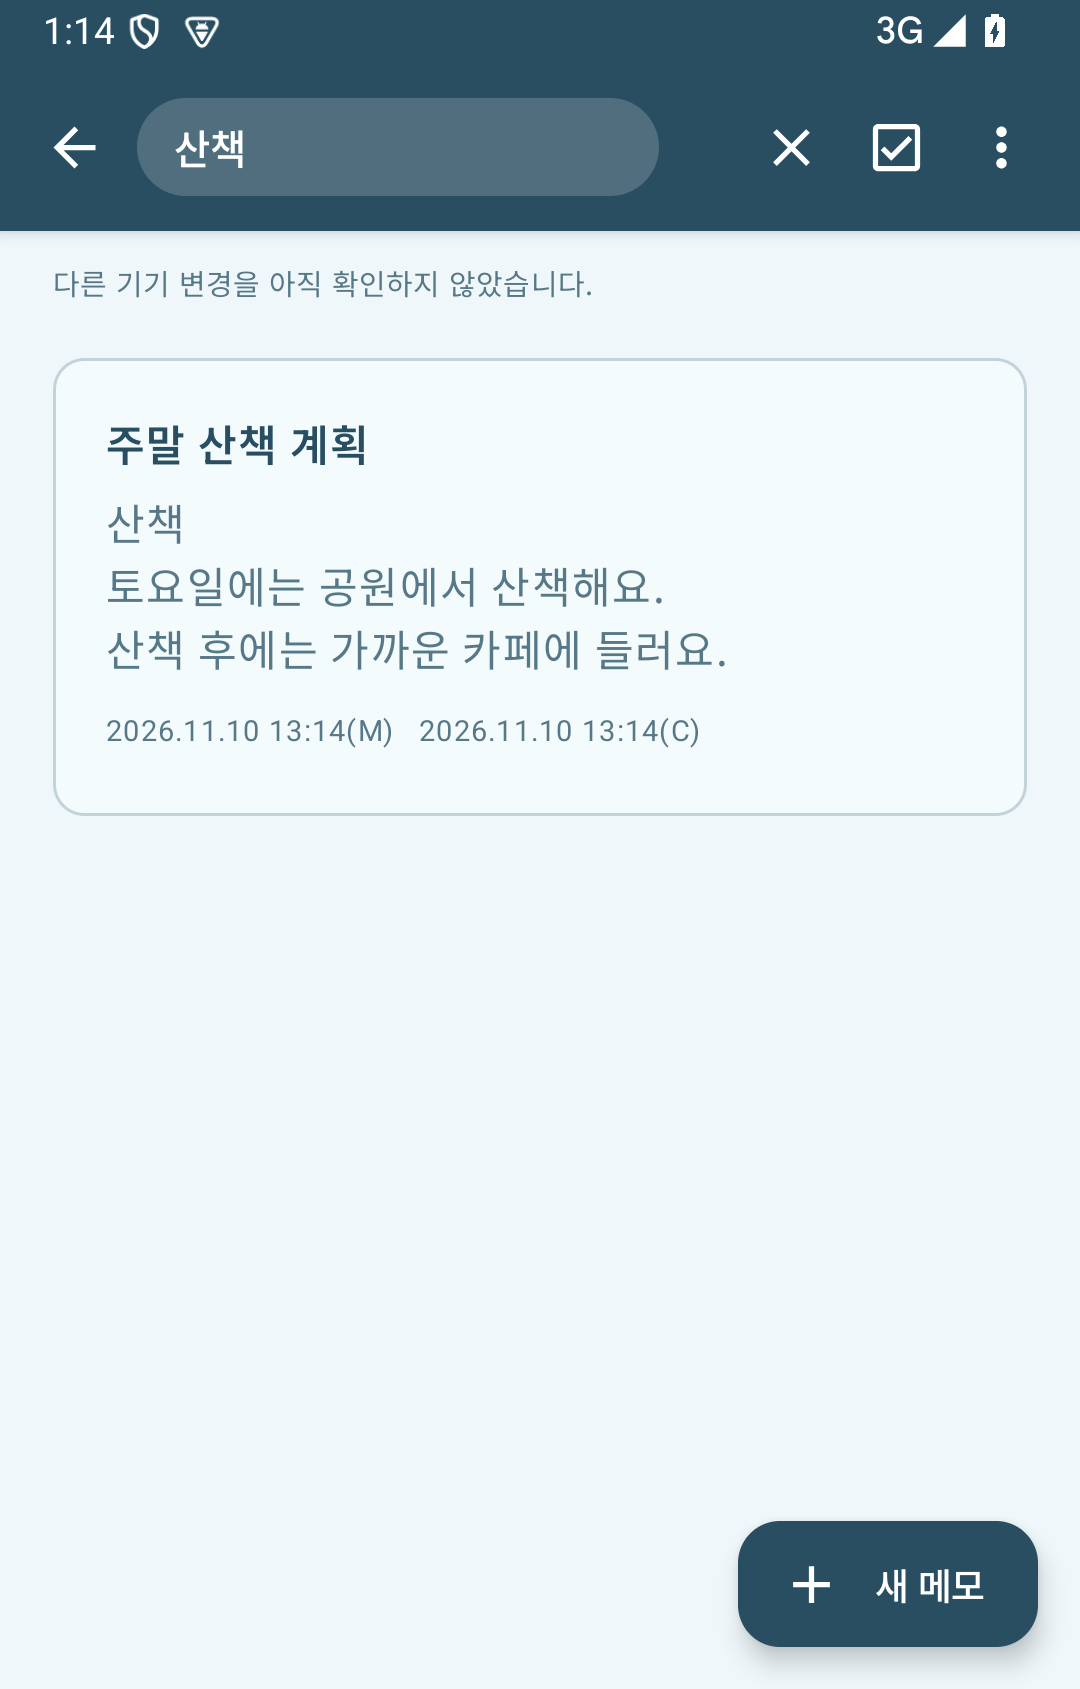 1:14
3G
산책
다른 기기 변경을 아직 확인하지 않았습니다.
주말 산책 계획
산책
토요일에는 공원에서 산책해요.
산책 후에는 가까운 카페에 들러요.
2026.11.10 13:14(M) 2026.11.10 13:14(C)
새 메모